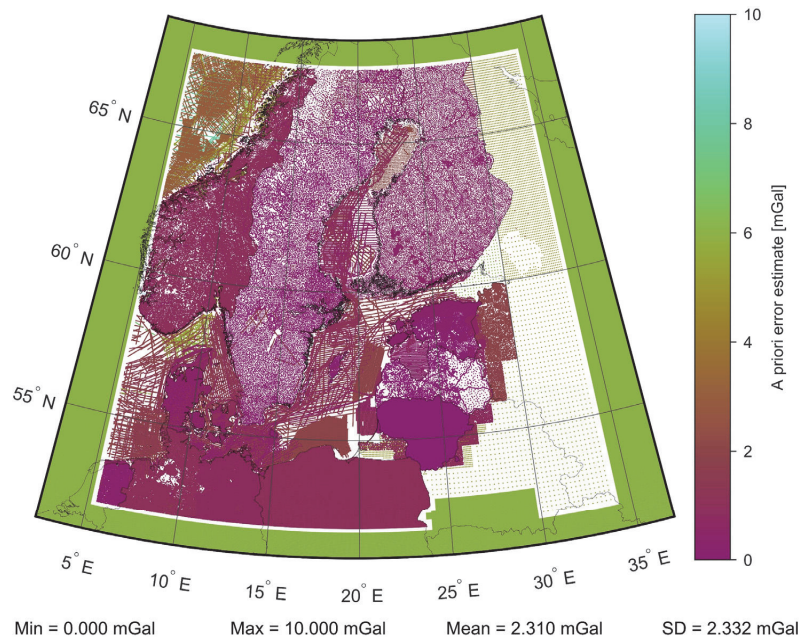 10
8
6
4
2
0
A priori error estimate [mGal]
65° N
60° N
55° N
5° E
10° E
15° E
20° E
25° E
30° E
35° E
Min = 0.000 mGal Max = 10.000 mGal Mean = 2.310 mGal SD = 2.332 mGal